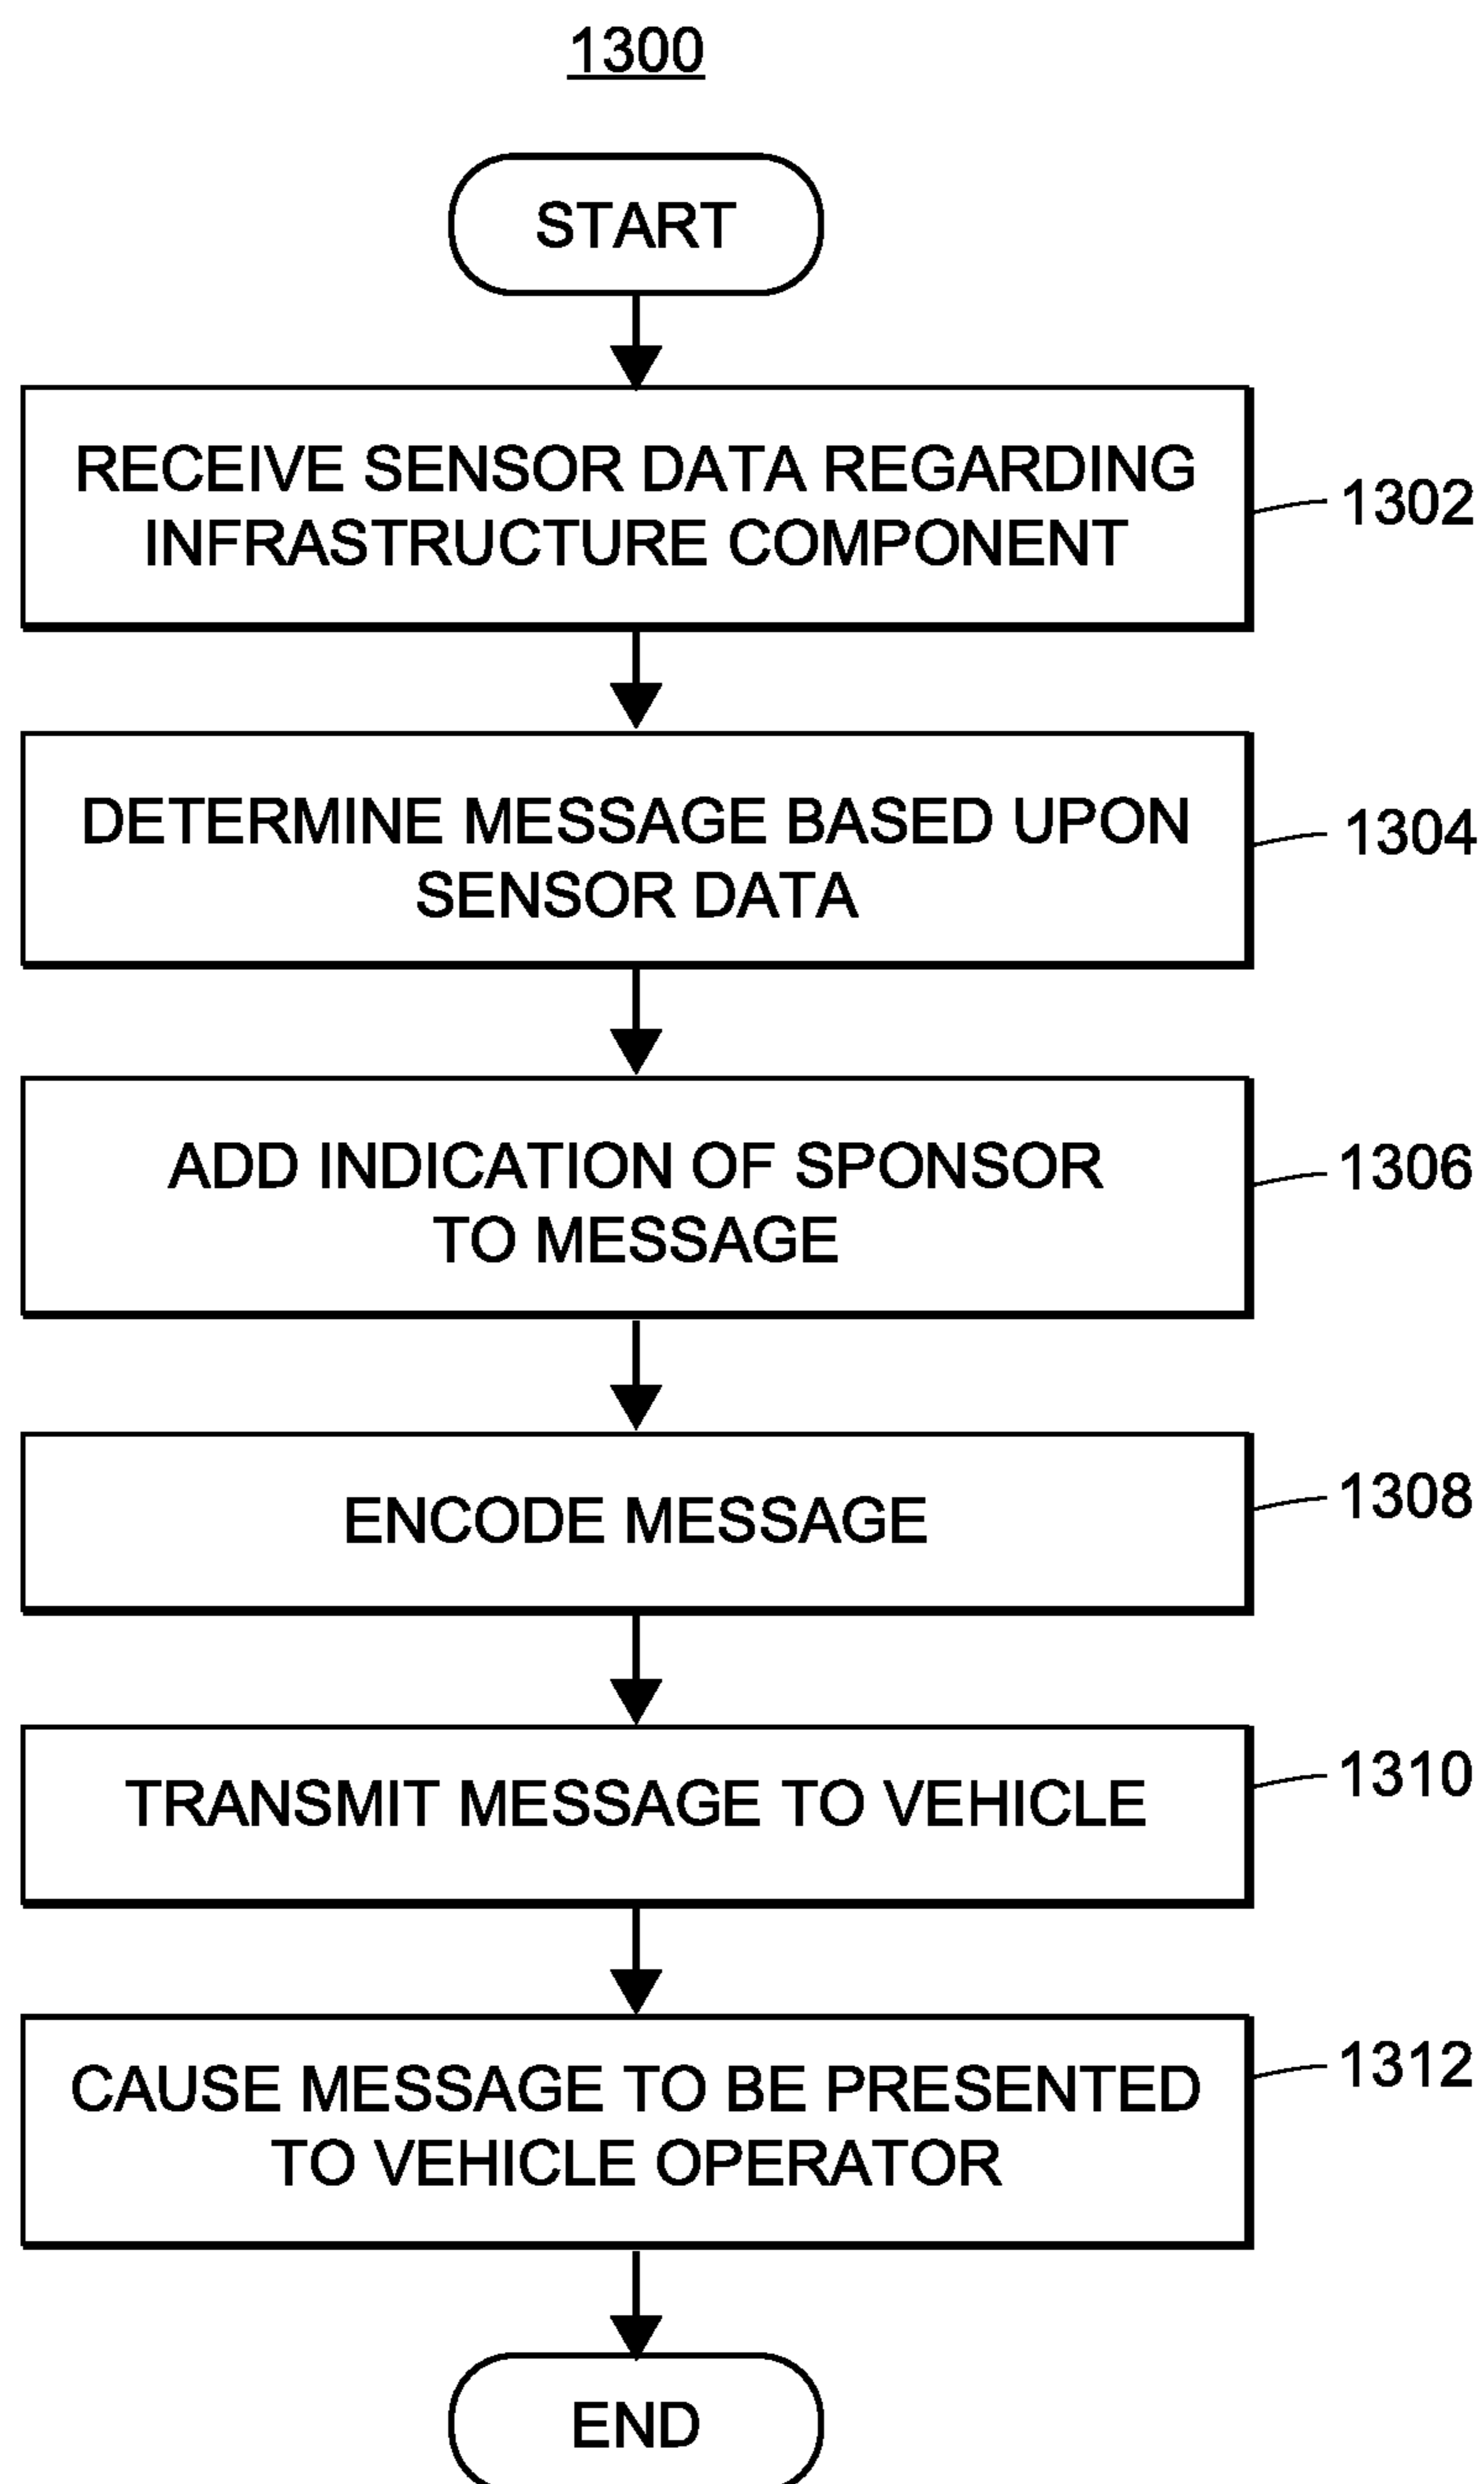 1300
START
RECEIVE SENSOR DATA REGARDING
INFRASTRUCTURE COMPONENT
1302
DETERMINE MESSAGE BASED UPON
SENSOR DATA
1304
ADD INDICATION OF SPONSOR
TO MESSAGE
1306
ENCODE MESSAGE
1308
TRANSMIT MESSAGE TO VEHICLE
1310
CAUSE MESSAGE TO BE PRESENTED
TO VEHICLE OPERATOR
1312
END